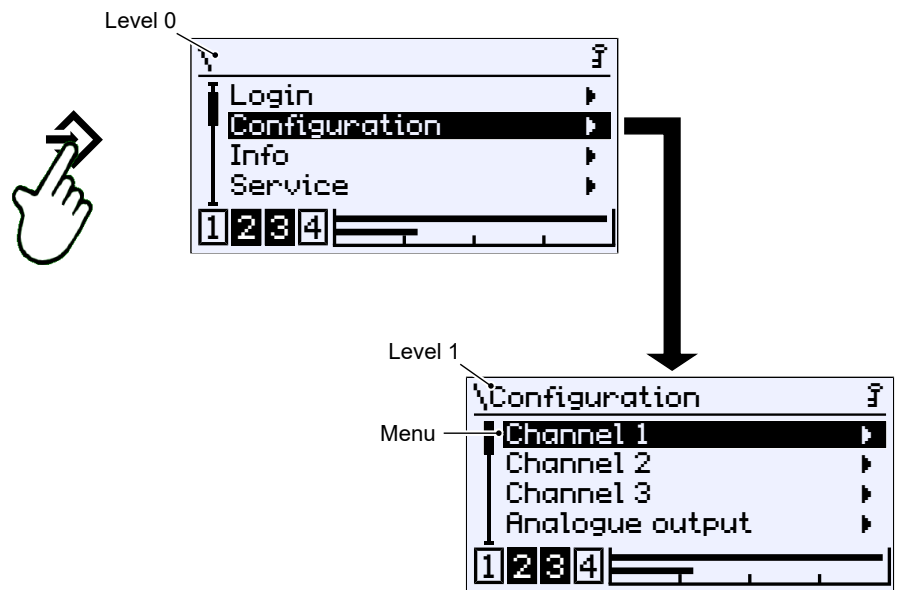 Level 0
\
Login
Configuration
Info
Service
1 2 3 4
Level 1
\Configuration
Menu
Channel 1
Channel 2
Channel 3
Analogue output
1 2 3 4